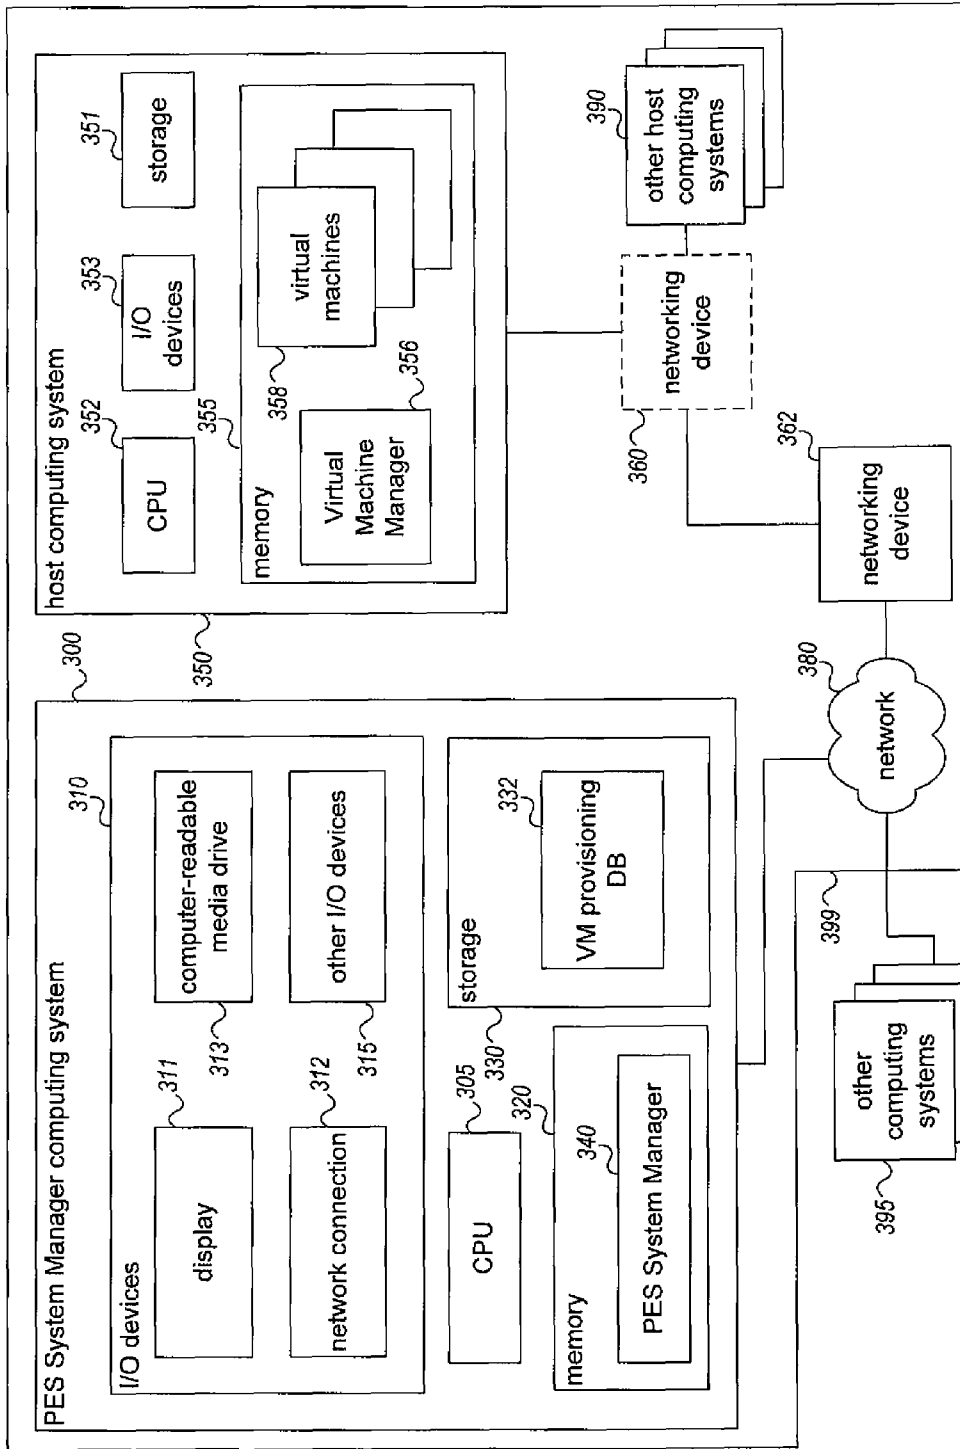 PES System Manager computing system
300
I/O devices
310
display
311
computer-readable
media drive
313
network connection
312
other I/O devices
315
CPU
305
memory
320
PES System Manager
340
storage
330
VM provisioning
DB
332
host computing system
350
CPU
352
I/O
devices
353
storage
351
memory
355
Virtual
Machine
Manager
356
virtual
machines
358
networking
device
360
other host
computing
systems
390
networking
device
362
network
380
other
computing
systems
395
399